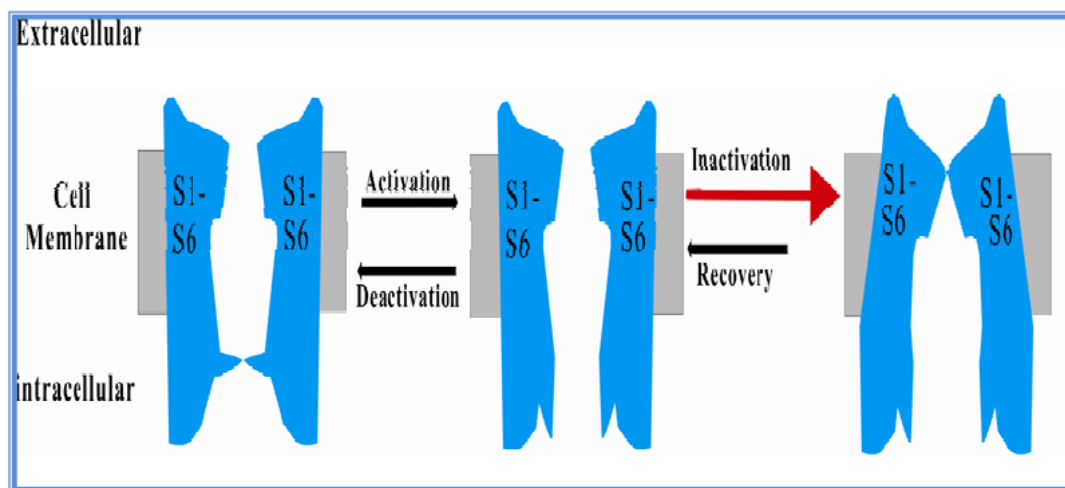 Extracellular
Cell
Membrane
intracellular
S1-
S6
S1-
S6
Activation
Deactivation
S1-
S6
S1-
S6
Inactivation
Recovery
S1-
S6
S1-
S6